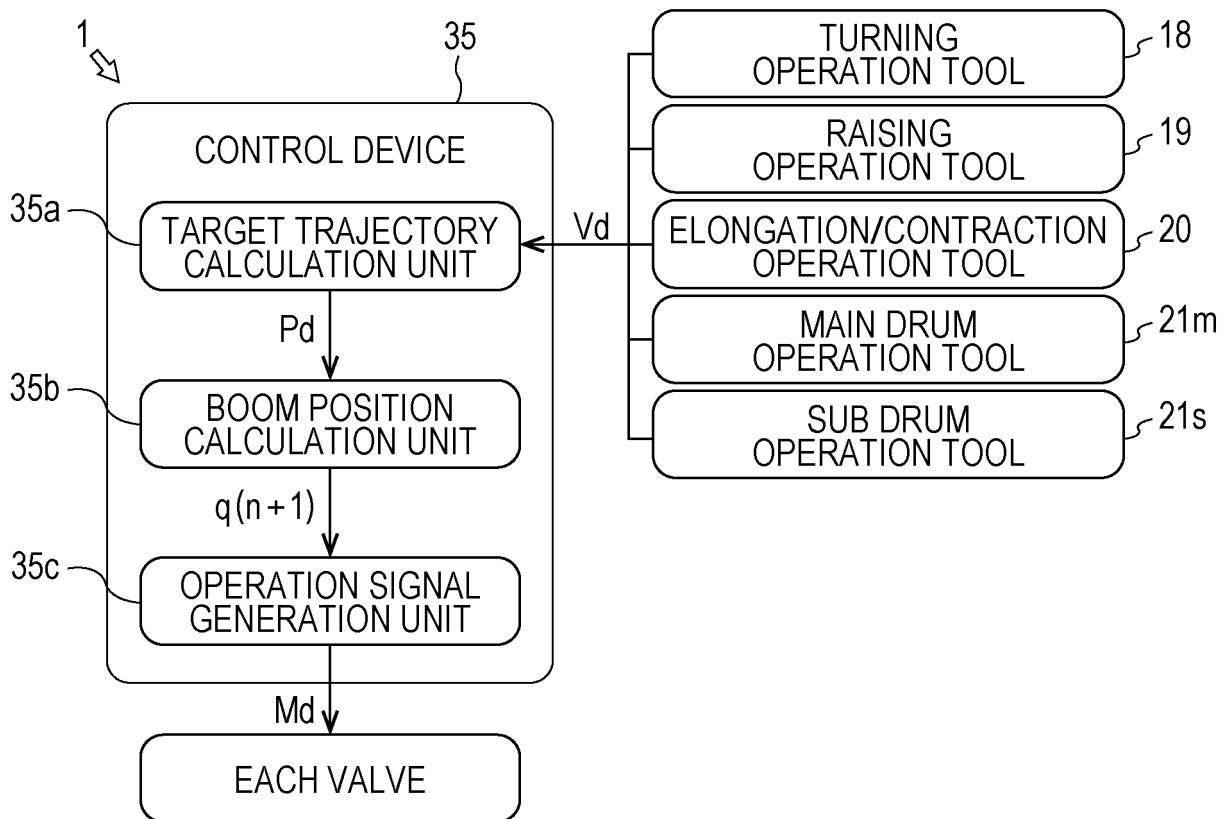 1
35
CONTROL DEVICE
35a
TARGET TRAJECTORY
CALCULATION UNIT
Pd
35b
BOOM POSITION
CALCULATION UNIT
q(n+1)
35c
OPERATION SIGNAL
GENERATION UNIT
Md
EACH VALVE
Vd
TURNING
OPERATION TOOL
18
RAISING
OPERATION TOOL
19
ELONGATION/CONTRACTION
OPERATION TOOL
20
MAIN DRUM
OPERATION TOOL
21m
SUB DRUM
OPERATION TOOL
21s